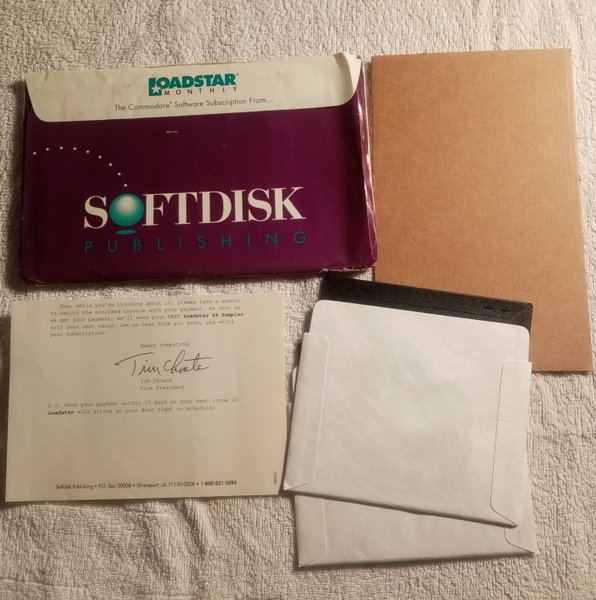 LOADSTAR
MONTHLY
The Commodore® Software Subscription From...
SOFTDISK
PUBLISHING
Now, while you're thinking about it, please take a moment
to return the enclosed invoice with your payment. As soon as
we get your payment, we'll send your FREE Loadstar 64 Sampler
with your next issue. Let us hear from you soon, and enjoy
your subscription!
Happy computing,
Tim Choate
Tim Choate
Vice President
P.S. Send your payment within 15 days so your next issue of
Loadstar will arrive at your door right on schedule!
Softdisk Publishing • P.O. Box 30008 • Shreveport, LA 71130-0008 • 1-800-831-2694